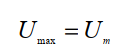 U_max = U_m